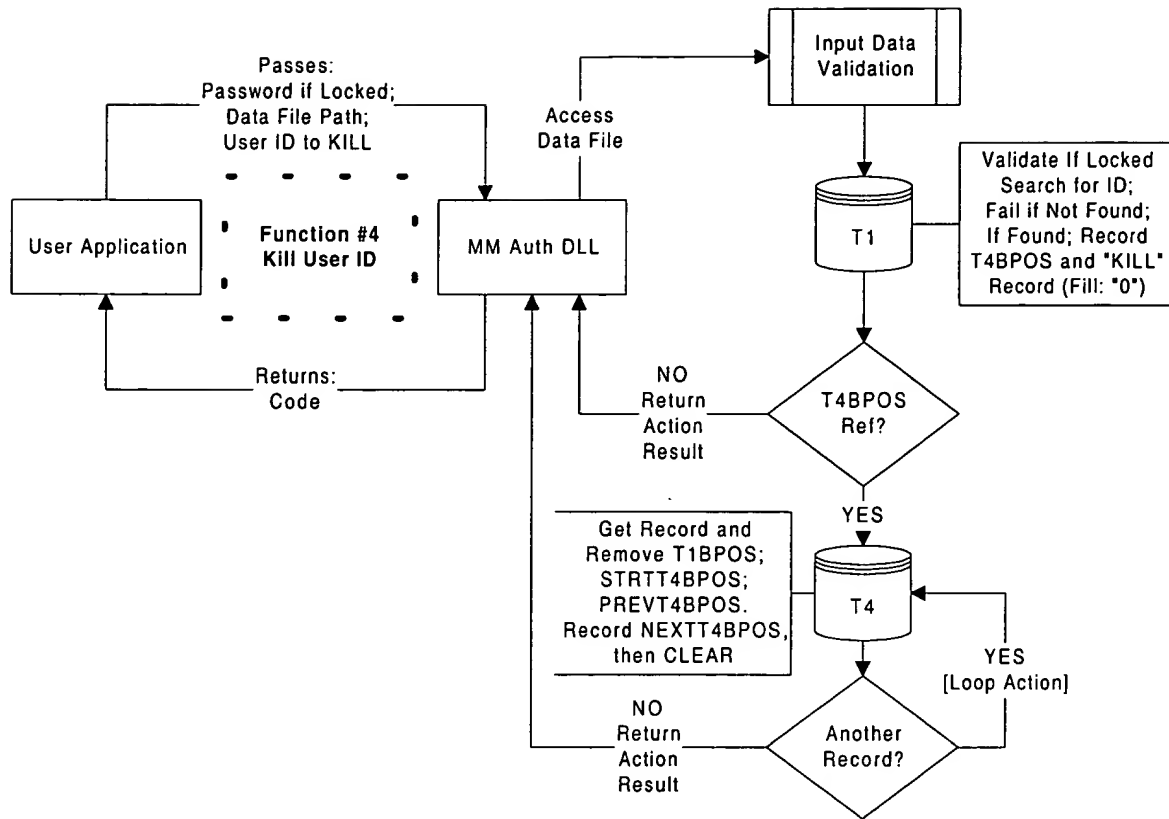 Passes:
Password if Locked;
Data File Path;
User ID to KILL
Access
Data File
Input Data
Validation
User Application
Function #4
Kill User ID
MM Auth DLL
T1
Validate If Locked
Search for ID;
Fail if Not Found;
If Found; Record
T4BPOS and "KILL"
Record (Fill: "0")
Returns:
Code
NO
Return
Action
Result
T4BPOS
Ref?
YES
Get Record and
Remove T1BPOS;
STRTT4BPOS;
PREVT4BPOS.
Record NEXTT4BPOS,
then CLEAR
T4
YES
[Loop Action]
NO
Return
Action
Result
Another
Record?